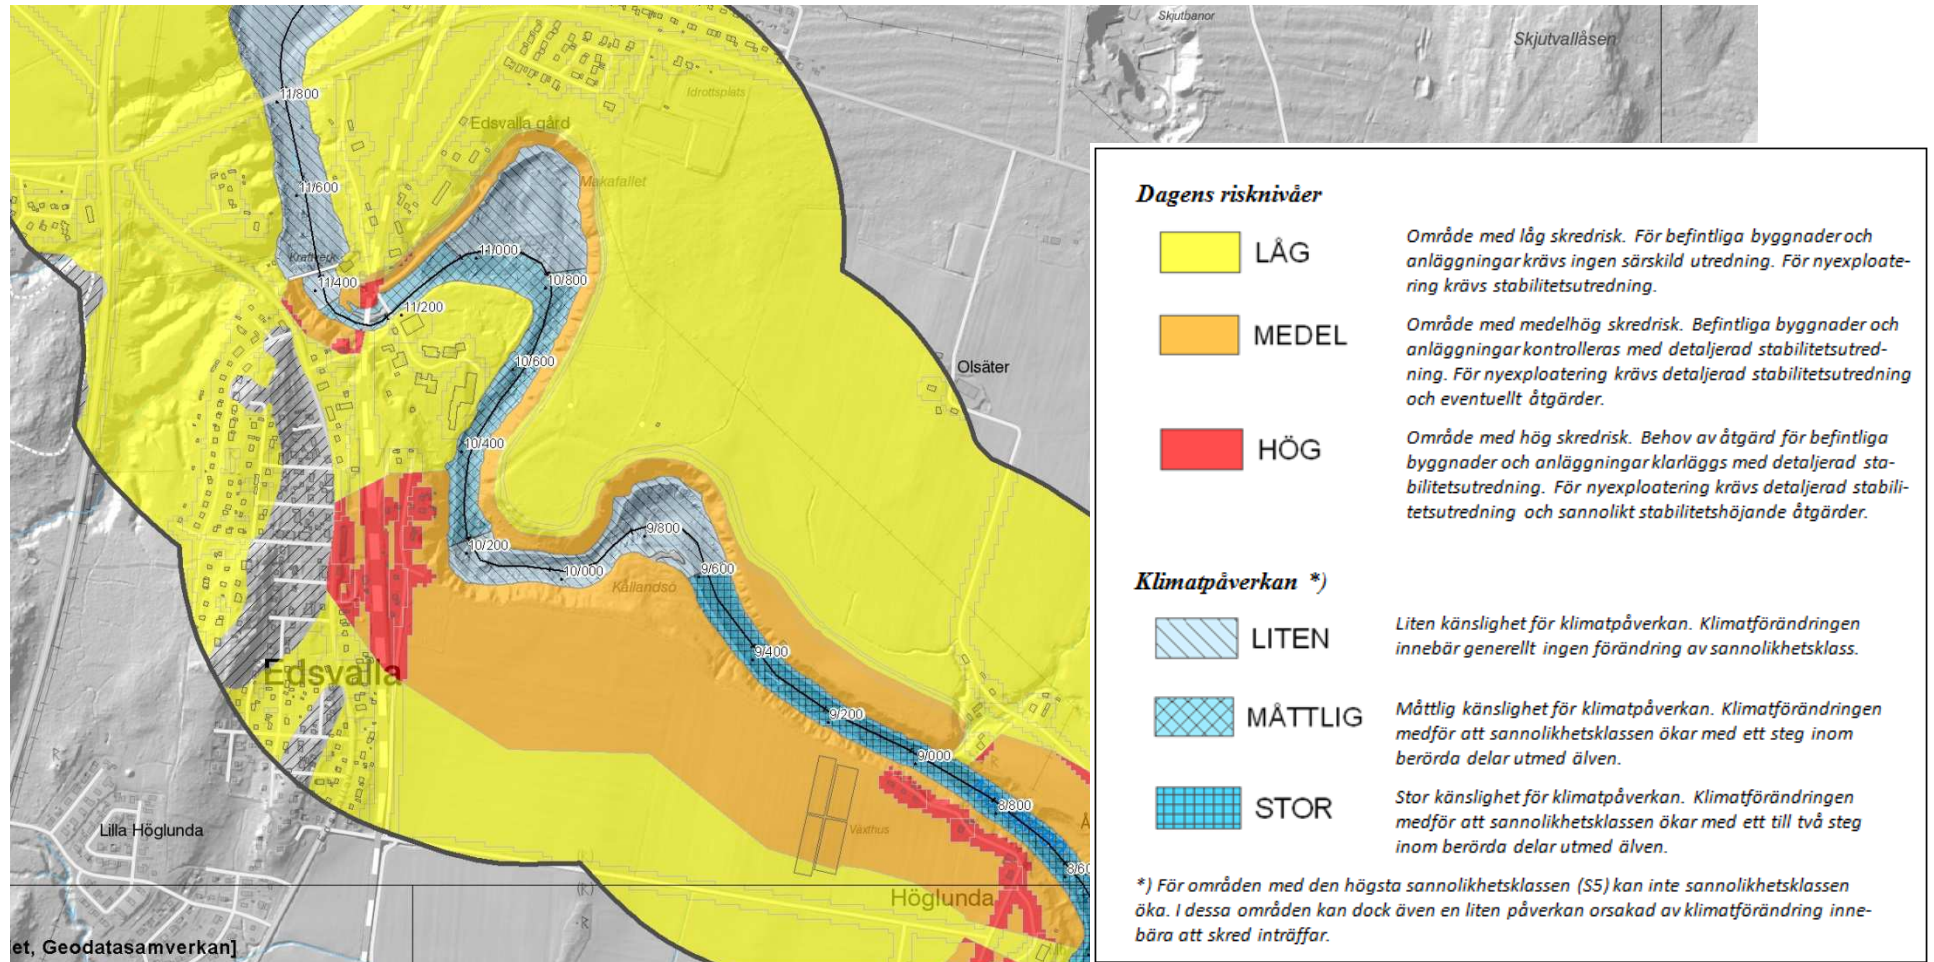 Skjutbanor
Skjutvallåsen
Idrottsplats
11/800
Edsvalla gård
Makafallet
11/600
11/000
Kraftverk
11/400
10/800
11/200
10/600
Olsäter
10/400
9/800
10/200
10/000
9/600
Kållandsö
9/400
Edsvalla
9/200
9/000
8/800
Lilla Höglunda
Växthus
8/60
(K)
(K)
Höglunda
et, Geodatasamverkan]
Dagens risknivåer
LÅG
Område med låg skredrisk. För befintliga byggnader och
anläggningar krävs ingen särskild utredning. För nyexploate-
ring krävs stabilitetsutredning.
MEDEL
Område med medelhög skredrisk. Befintliga byggnader och
anläggningar kontrolleras med detaljerad stabilitetsutred-
ning. För nyexploatering krävs detaljerad stabilitetsutredning
och eventuellt åtgärder.
HÖG
Område med hög skredrisk. Behov av åtgärd för befintliga
byggnader och anläggningar klarläggs med detaljerad sta-
bilitetsutredning. För nyexploatering krävs detaljerad stabili-
tetsutredning och sannolikt stabilitetshöjande åtgärder.
Klimatpåverkan *)
LITEN
Liten känslighet för klimatpåverkan. Klimatförändringen
innebär generellt ingen förändring av sannolikhetsklass.
MÅTTLIG
Måttlig känslighet för klimatpåverkan. Klimatförändringen
medför att sannolikhetsklassen ökar med ett steg inom
berörda delar utmed älven.
STOR
Stor känslighet för klimatpåverkan. Klimatförändringen
medför att sannolikhetsklassen ökar med ett till två steg
inom berörda delar utmed älven.
*) För områden med den högsta sannolikhetsklassen (S5) kan inte sannolikhetsklassen
öka. I dessa områden kan dock även en liten påverkan orsakad av klimatförändring inne-
bära att skred inträffar.